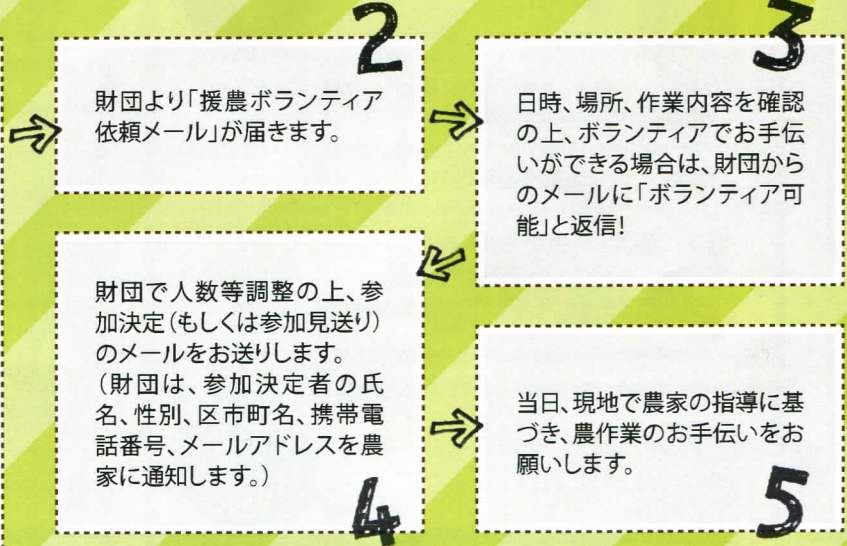 2
財団より「援農ボランティア
依頼メール」が届きます。
3
日時、場所、作業内容を確認
の上、ボランティアでお手伝
いができる場合は、財団から
のメールに「ボランティア可
能」と返信!
財団で人数等調整の上、参
加決定(もしくは参加見送り)
のメールをお送りします。
(財団は、参加決定者の氏
名、性別、区市町名、携帯電
話番号、メールアドレスを農
家に通知します。)
4
当日、現地で農家の指導に基
づき、農作業のお手伝いをお
願いします。
5